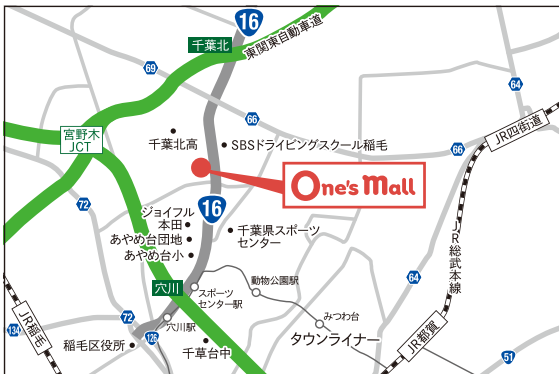 16
千葉北
東関東自動車道
69
64
66
宮野木
JCT
千葉北高
SBSドライビングスクール稲毛
66
JR四街道
One's Mall
72
ジョイフル
本田
16
あやめ台団地
千葉県スポーツ
センター
あやめ台小
JR総武本線
64
穴川
スポーツ
センター駅
動物公園駅
JR稲毛
134
72
126
穴川駅
みつわ台
タウンライナー
JR都賀
稲毛区役所
千草台中
51